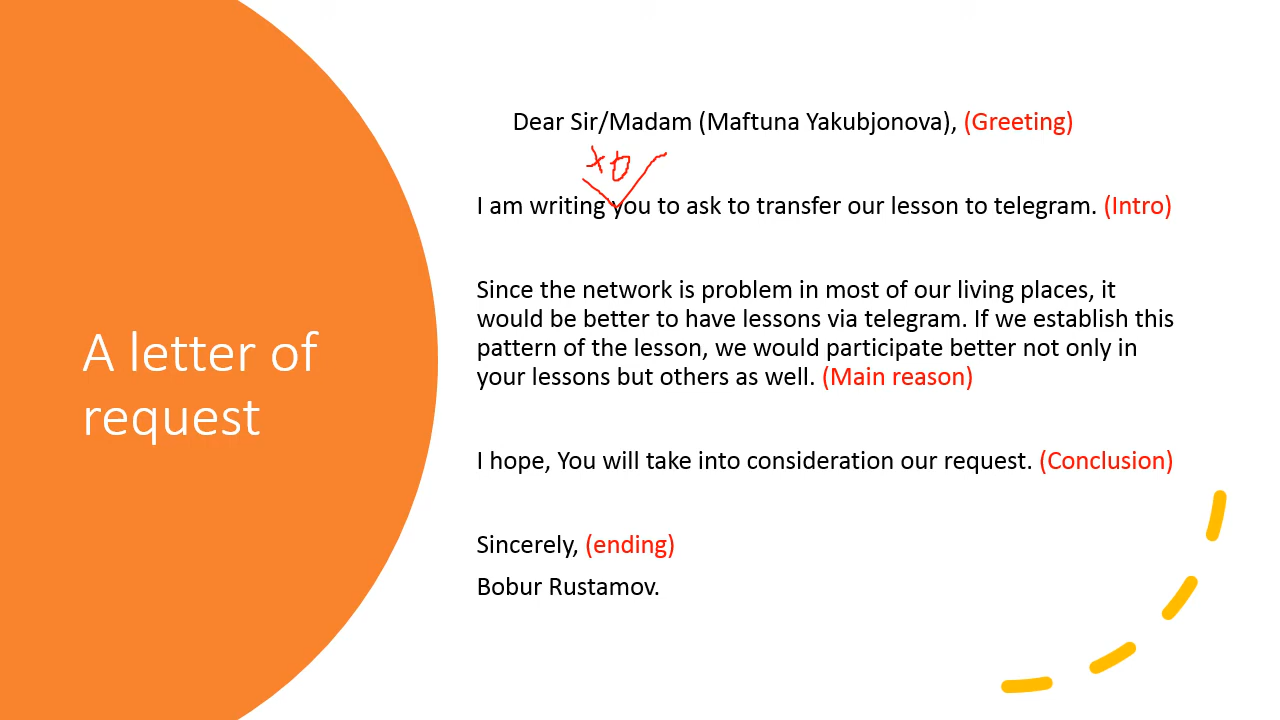 A letter of
request
Dear Sir/Madam (Maftuna Yakubjonova), (Greeting)
to
I am writing you to ask to transfer our lesson to telegram. (Intro)
Since the network is problem in most of our living places, it
would be better to have lessons via telegram. If we establish this
pattern of the lesson, we would participate better not only in
your lessons but others as well. (Main reason)
I hope, You will take into consideration our request. (Conclusion)
Sincerely, (ending)
Bobur Rustamov.